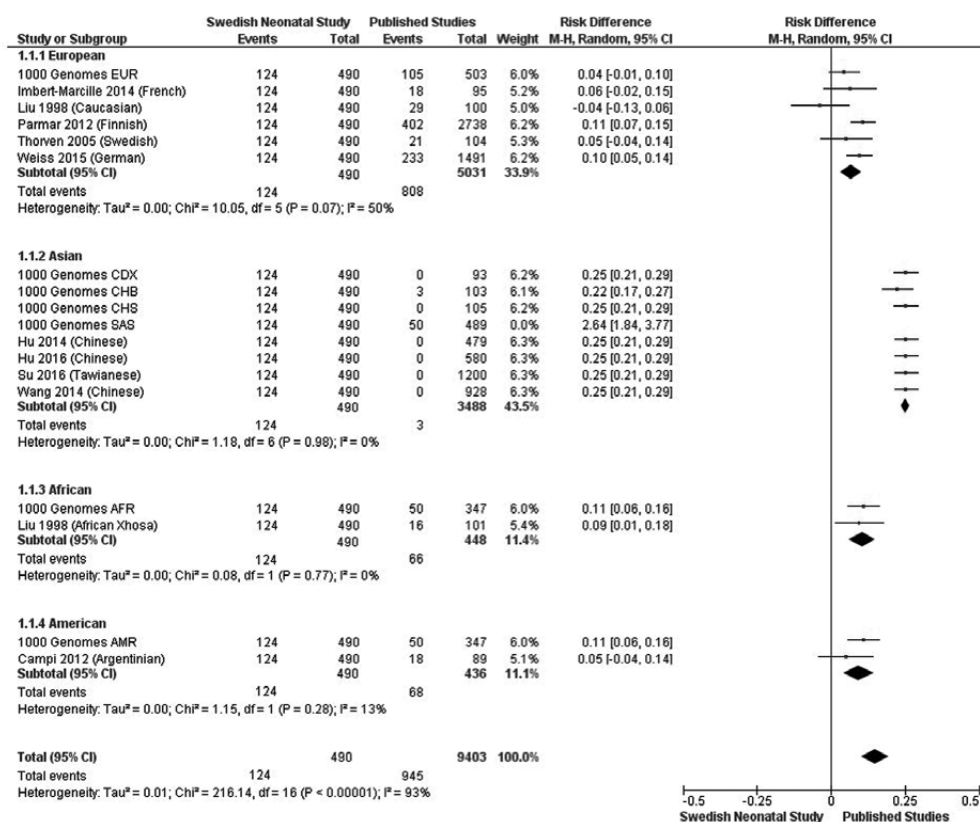 Swedish Neonatal Study Published Studies Risk Difference Risk Difference
Study or Subgroup Events Total Events Total Weight M-H, Random, 95% CI M-H, Random, 95% CI
1.1.1 European
1000 Genomes EUR 124 490 105 503 6.0% 0.04 [-0.01, 0.10]
Imbert-Marcille 2014 (French) 124 490 18 95 5.2% 0.06 [-0.02, 0.15]
Liu 1998 (Caucasian) 124 490 29 100 5.0% -0.04 [-0.13, 0.06]
Parmar 2012 (Finnish) 124 490 402 2738 6.2% 0.11 [0.07, 0.15]
Thorven 2005 (Swedish) 124 490 21 104 5.3% 0.05 [-0.04, 0.14]
Weiss 2015 (German) 124 490 233 1491 6.2% 0.10 [0.05, 0.14]
Subtotal (95% CI) 490 5031 33.9%
Total events 124 808
Heterogeneity: Tau² = 0.00; Chi² = 10.05, df = 5 (P = 0.07); I² = 50%
1.1.2 Asian
1000 Genomes CDX 124 490 0 93 6.2% 0.25 [0.21, 0.29]
1000 Genomes CHB 124 490 3 103 6.1% 0.22 [0.17, 0.27]
1000 Genomes CHS 124 490 0 105 6.2% 0.25 [0.21, 0.29]
1000 Genomes SAS 124 490 50 489 0.0% 2.64 [1.84, 3.77]
Hu 2014 (Chinese) 124 490 0 479 6.3% 0.25 [0.21, 0.29]
Hu 2016 (Chinese) 124 490 0 580 6.3% 0.25 [0.21, 0.29]
Su 2016 (Tawianese) 124 490 0 1200 6.3% 0.25 [0.21, 0.29]
Wang 2014 (Chinese) 124 490 0 928 6.3% 0.25 [0.21, 0.29]
Subtotal (95% CI) 490 3488 43.5%
Total events 124 3
Heterogeneity: Tau² = 0.00; Chi² = 1.18, df = 6 (P = 0.98); I² = 0%
1.1.3 African
1000 Genomes AFR 124 490 50 347 6.0% 0.11 [0.06, 0.16]
Liu 1998 (African Xhosa) 124 490 16 101 5.4% 0.09 [0.01, 0.18]
Subtotal (95% CI) 490 448 11.4%
Total events 124 66
Heterogeneity: Tau² = 0.00; Chi² = 0.08, df = 1 (P = 0.77); I² = 0%
1.1.4 American
1000 Genomes AMR 124 490 50 347 6.0% 0.11 [0.06, 0.16]
Campi 2012 (Argentinian) 124 490 18 89 5.1% 0.05 [-0.04, 0.14]
Subtotal (95% CI) 490 436 11.1%
Total events 124 68
Heterogeneity: Tau² = 0.00; Chi² = 1.15, df = 1 (P = 0.28); I² = 13%
Total (95% CI) 490 9403 100.0%
Total events 124 945
Heterogeneity: Tau² = 0.01; Chi² = 216.14, df = 16 (P < 0.00001); I² = 93%
-0.5 -0.25 0 0.25 0.5
Swedish Neonatal Study Published Studies